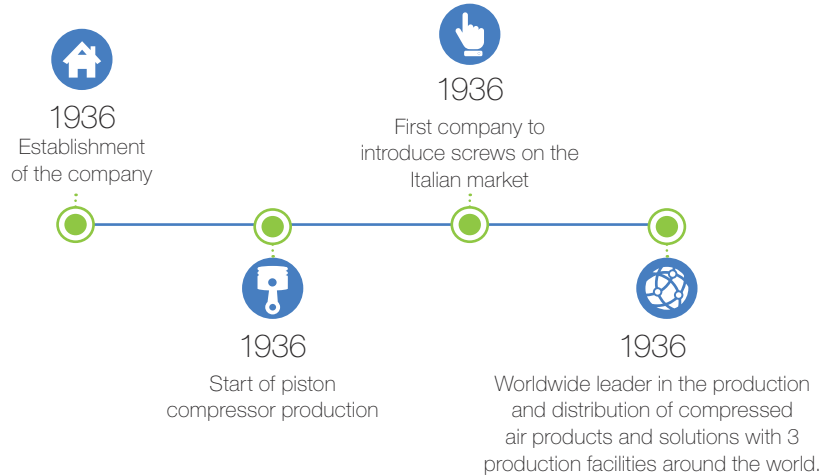 1936
Establishment
of the company
1936
Start of piston
compressor production
1936
First company to
introduce screws on the
Italian market
1936
Worldwide leader in the production
and distribution of compressed
air products and solutions with 3
production facilities around the world.